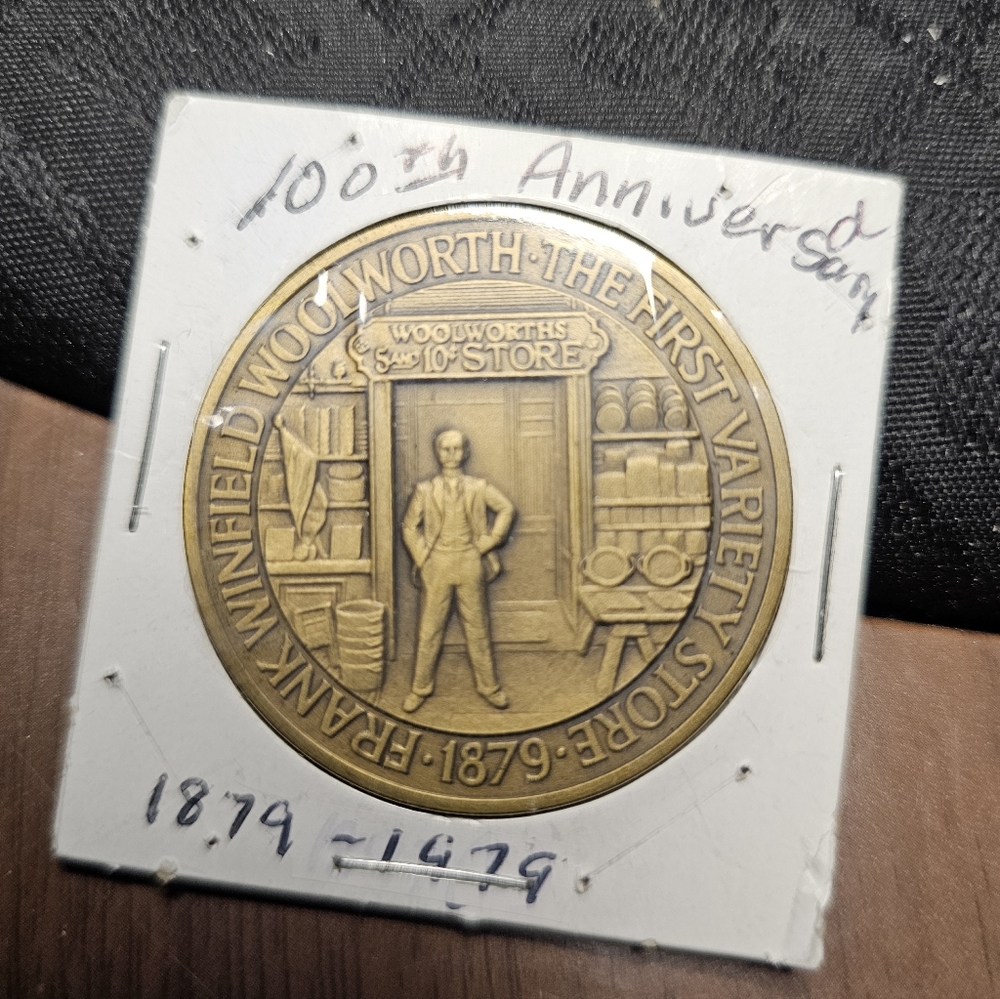 100th Anniversary
FRANK WINFIELD WOOLWORTH · THE FIRST VARIETY STORE
WOOLWORTHS
5 AND 10¢ STORE
· 1879 ·
1879 - 1979